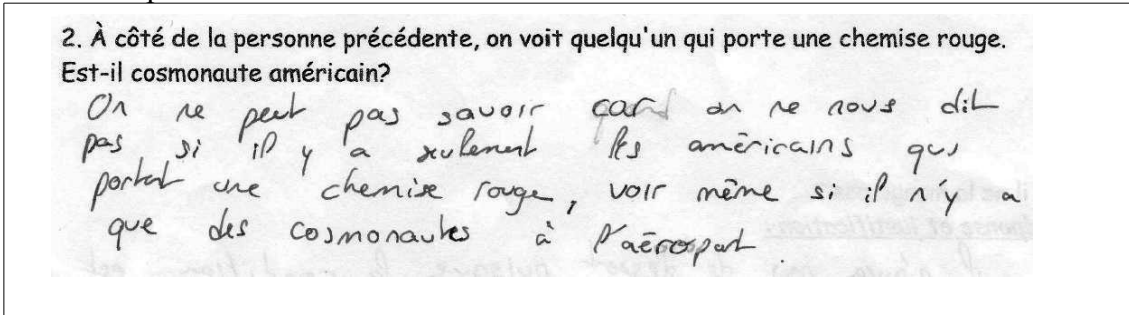 2. À côté de la personne précédente, on voit quelqu'un qui porte une chemise rouge.
Est-il cosmonaute américain?
On ne peut pas savoir car on ne nous dit
pas si il y a seulement les américains qui
portent une chemise rouge, voir même si il n'y a
que des cosmonautes à l'aéroport.